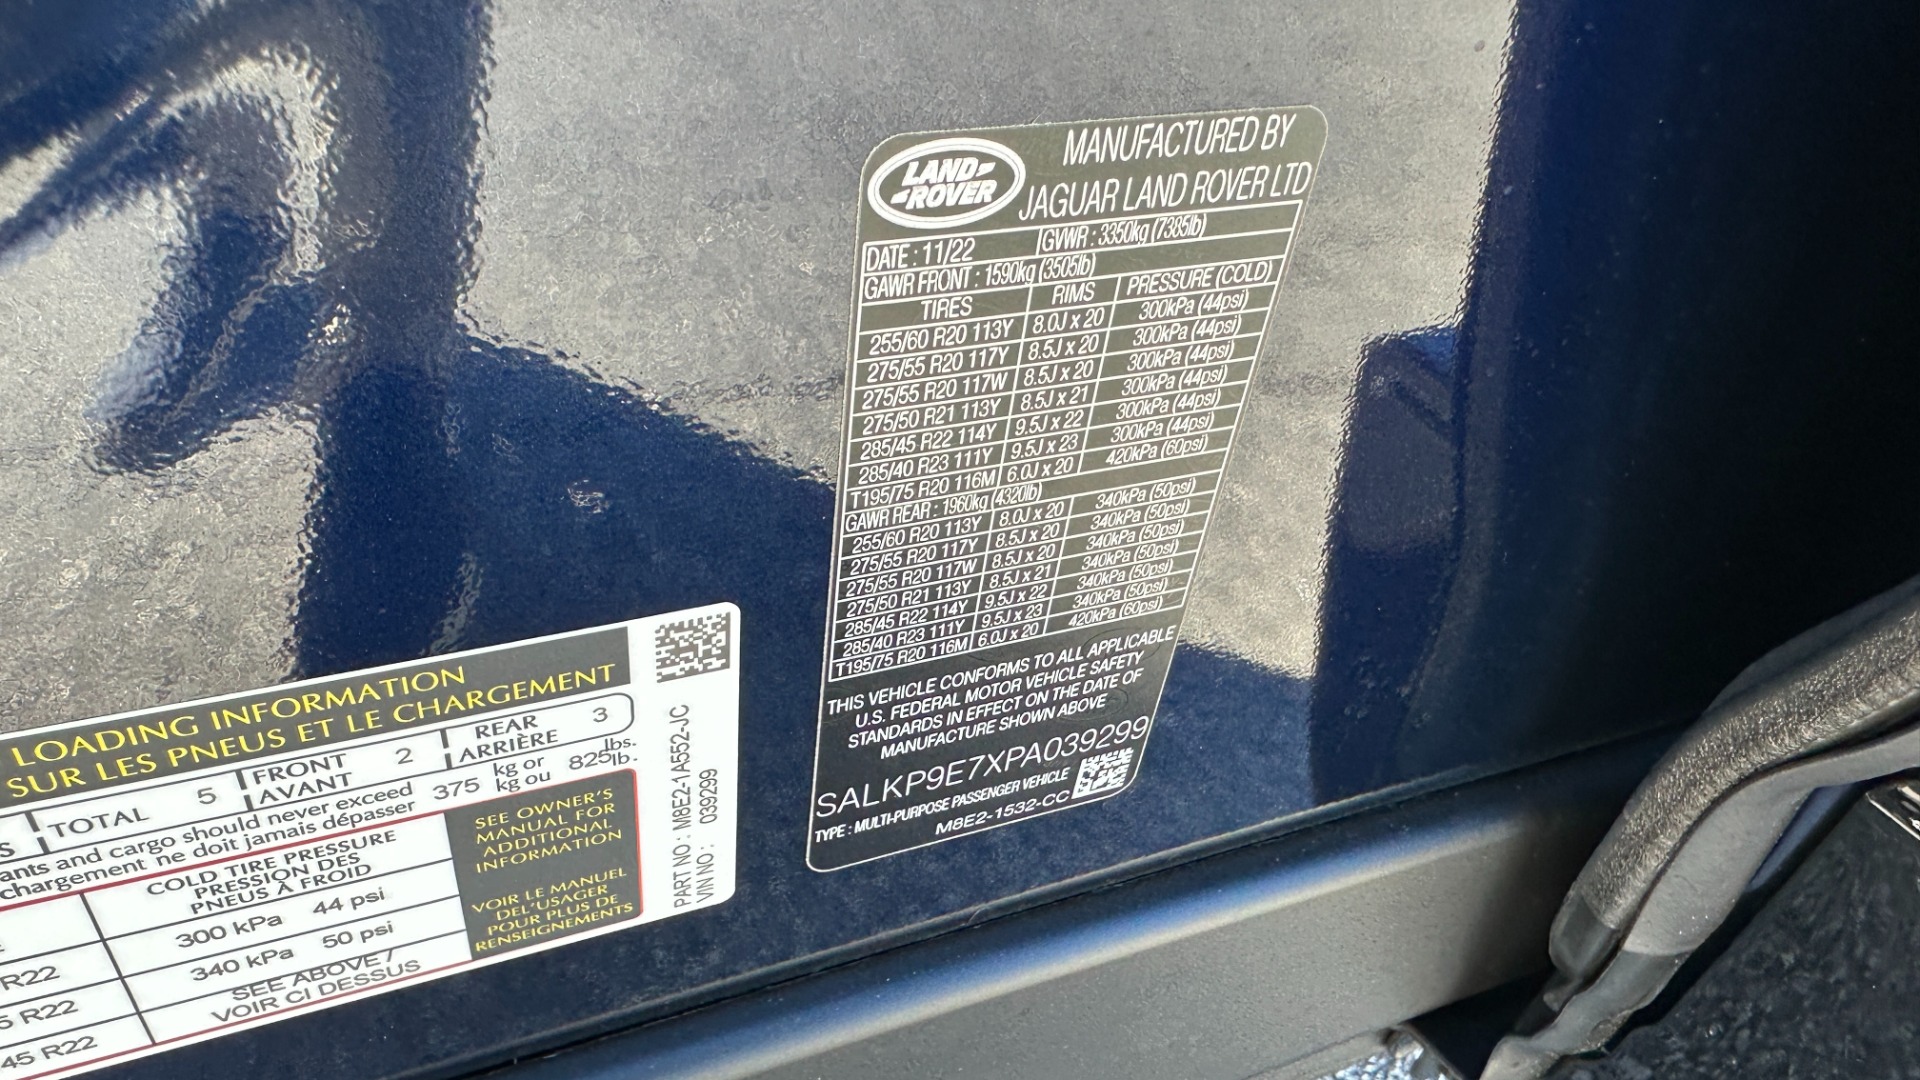 LAND
ROVER
MANUFACTURED BY
JAGUAR LAND ROVER LTD
DATE : 11/22 GVWR : 3350kg (7385lb)
GAWR FRONT : 1590kg (3505lb)
TIRES RIMS PRESSURE (COLD)
255/60 R20 113Y 8.0J x 20 300kPa (44psi)
275/55 R20 117Y 8.5J x 20 300kPa (44psi)
275/55 R20 117W 8.5J x 20 300kPa (44psi)
275/50 R21 113Y 8.5J x 21 300kPa (44psi)
285/45 R22 114Y 9.5J x 22 300kPa (44psi)
285/40 R23 111Y 9.5J x 23 300kPa (44psi)
T195/75 R20 116M 6.0J x 20 420kPa (60psi)
GAWR REAR : 1960kg (4320lb)
255/60 R20 113Y 8.0J x 20 340kPa (50psi)
275/55 R20 117Y 8.5J x 20 340kPa (50psi)
275/55 R20 117W 8.5J x 20 340kPa (50psi)
275/50 R21 113Y 8.5J x 21 340kPa (50psi)
285/45 R22 114Y 9.5J x 22 340kPa (50psi)
285/40 R23 111Y 9.5J x 23 340kPa (50psi)
T195/75 R20 116M 6.0J x 20 420kPa (60psi)
THIS VEHICLE CONFORMS TO ALL APPLICABLE
U.S. FEDERAL MOTOR VEHICLE SAFETY
STANDARDS IN EFFECT ON THE DATE OF
MANUFACTURE SHOWN ABOVE
SALKP9E7XPA039299
TYPE : MULTI-PURPOSE PASSENGER VEHICLE
M8E2-1532-CC
LOADING INFORMATION
SUR LES PNEUS ET LE CHARGEMENT
S TOTAL 5 FRONT AVANT 2 REAR ARRIÈRE 3
ants and cargo should never exceed 375 kg or 825 lbs.
chargement ne doit jamais dépasser kg ou lb.
COLD TIRE PRESSURE
PRESSION DES
PNEUS À FROID
300 kPa 44 psi
R22 340 kPa 50 psi
5 R22 SEE ABOVE /
45 R22 VOIR CI DESSUS
SEE OWNER'S
MANUAL FOR
ADDITIONAL
INFORMATION
VOIR LE MANUEL
DEL'USAGER
POUR PLUS DE
RENSEIGNEMENTS
PART NO : M8E2-1A552-JC
VIN NO : 039299